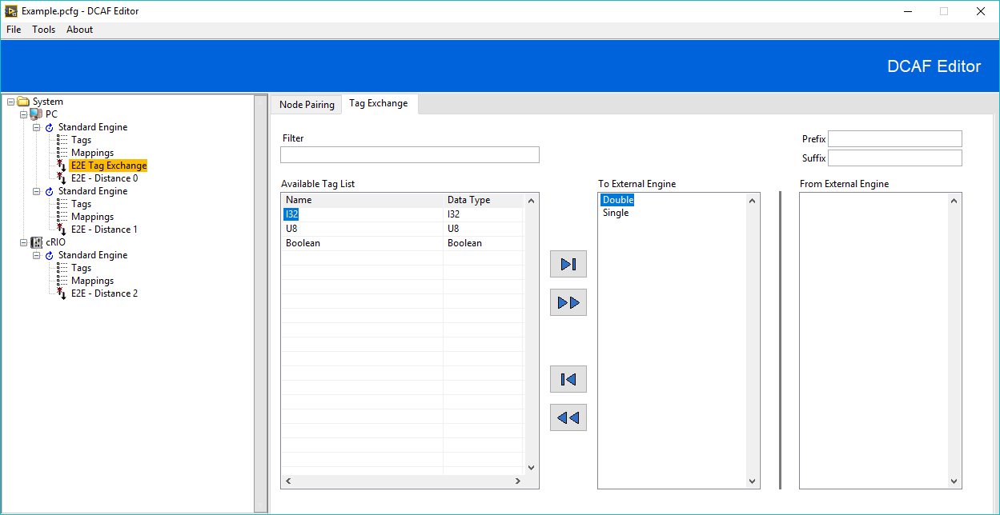 Example.pcfg - DCAF Editor
File Tools About
DCAF Editor
System
PC
Standard Engine
Tags
Mappings
E2E Tag Exchange
E2E - Distance 0
Standard Engine
Tags
Mappings
E2E - Distance 1
cRIO
Standard Engine
Tags
Mappings
E2E - Distance 2
Node Pairing Tag Exchange
Filter
Prefix
Suffix
Available Tag List
Name Data Type
I32 I32
U8 U8
Boolean Boolean
To External Engine
Double
Single
From External Engine